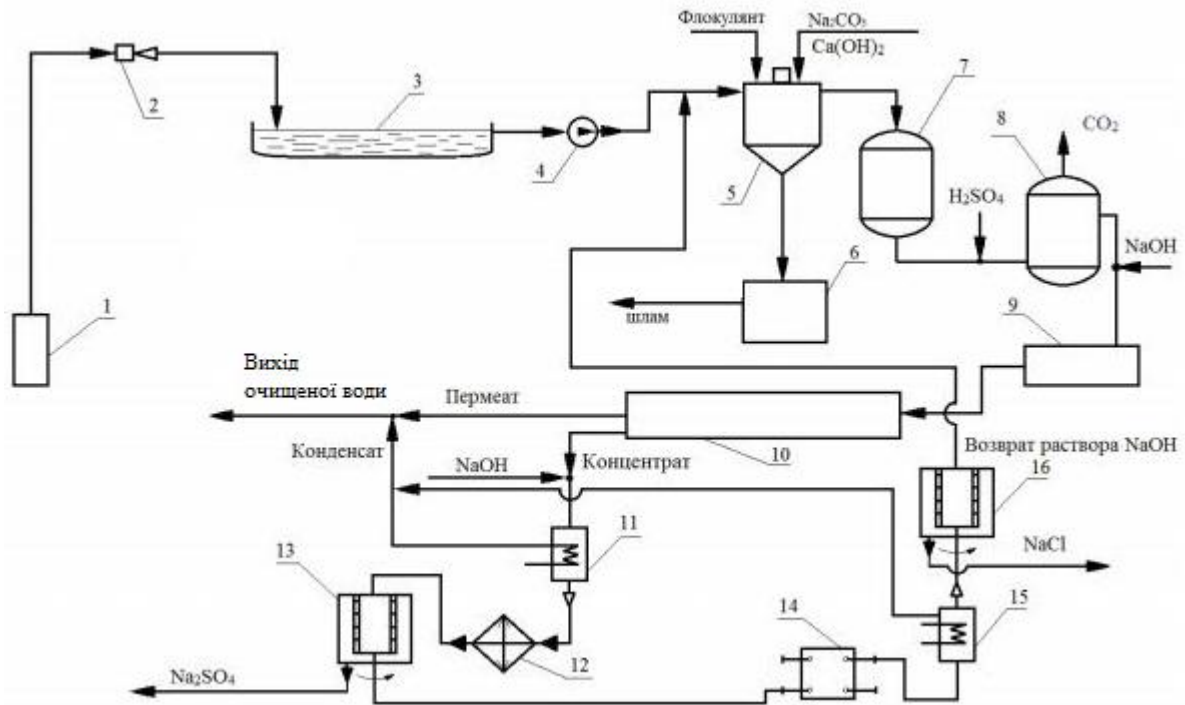 Флокулянт
Na₂CO₃
Ca(OH)₂
7
3
2
8
CO₂
4
5
H₂SO₄
NaOH
6
1
шлам
9
Вихід
очищеної води
Пермеат
Конденсат
10
Возврат раствора NaOH
NaOH
Концентрат
16
11
13
NaCl
14
15
12
Na₂SO₄